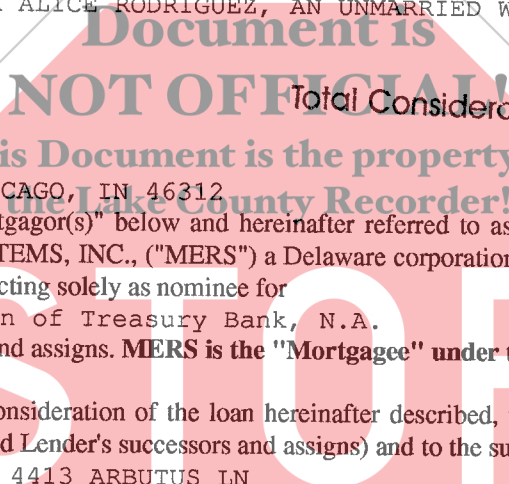 ALICE RODRIGUEZ, AN UNMARRIED W
Document is
NOT OFFICIAL!
Total Considera
is Document is the property
CAGO, IN 46312
the Lake County Recorder!
tgagor(s)" below and hereinafter referred to as
TEMS, INC., ("MERS") a Delaware corporation
cting solely as nominee for
n of Treasury Bank, N.A.
nd assigns. MERS is the "Mortgagee" under t
STOP
onsideration of the loan hereinafter described,
d Lender's successors and assigns) and to the su
4413 ARBUTUS LN